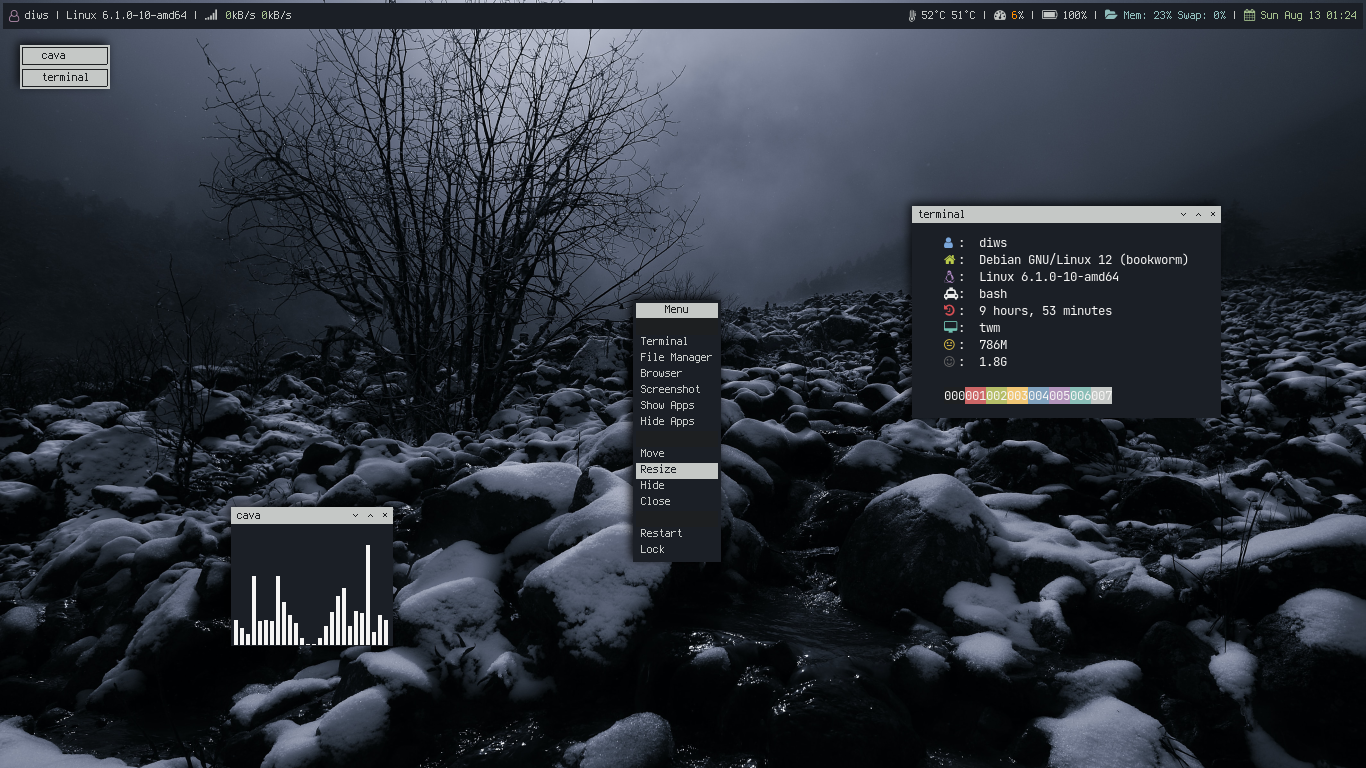 diws | Linux 6.1.0-10-amd64 | 0kB/s 0kB/s
52°C 51°C | 6% | 100% | Mem: 23% Swap: 0% | Sun Aug 13 01:24
cava
terminal
terminal
: diws
: Debian GNU/Linux 12 (bookworm)
: Linux 6.1.0-10-amd64
: bash
: 9 hours, 53 minutes
: twm
: 786M
: 1.8G
000001002003004005006007
Menu
Terminal
File Manager
Browser
Screenshot
Show Apps
Hide Apps
Move
Resize
Hide
Close
Restart
Lock
cava